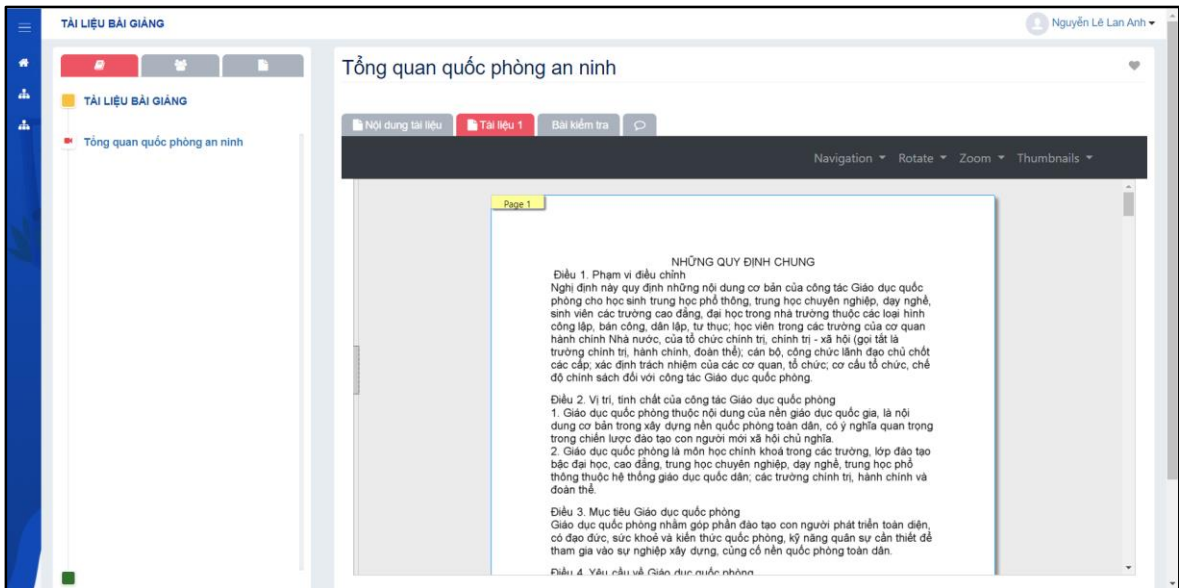 TÀI LIỆU BÀI GIẢNG
Nguyễn Lê Lan Anh
TÀI LIỆU BÀI GIẢNG
Tổng quan quốc phòng an ninh
Tổng quan quốc phòng an ninh
Nội dung tài liệu
Tài liệu 1
Bài kiểm tra
Navigation
Rotate
Zoom
Thumbnails
Page 1
NHỮNG QUY ĐỊNH CHUNG
Điều 1. Phạm vi điều chỉnh
Nghị định này quy định những nội dung cơ bản của công tác Giáo dục quốc
phòng cho học sinh trung học phổ thông, trung học chuyên nghiệp, dạy nghề,
sinh viên các trường cao đẳng, đại học trong nhà trường thuộc các loại hình
công lập, bán công, dân lập, tư thục; học viên trong các trường của cơ quan
hành chính Nhà nước, của tổ chức chính trị, chính trị - xã hội (gọi tắt là
trường chính trị, hành chính, đoàn thể); cán bộ, công chức lãnh đạo chủ chốt
các cấp; xác định trách nhiệm của các cơ quan, tổ chức; cơ cấu tổ chức, chế
độ chính sách đối với công tác Giáo dục quốc phòng.
Điều 2. Vị trí, tính chất của công tác Giáo dục quốc phòng
1. Giáo dục quốc phòng thuộc nội dung của nền giáo dục quốc gia, là nội
dung cơ bản trong xây dựng nền quốc phòng toàn dân, có ý nghĩa quan trọng
trong chiến lược đào tạo con người mới xã hội chủ nghĩa.
2. Giáo dục quốc phòng là môn học chính khoá trong các trường, lớp đào tạo
bậc đại học, cao đẳng, trung học chuyên nghiệp, dạy nghề, trung học phổ
thông thuộc hệ thống giáo dục quốc dân; các trường chính trị, hành chính và
đoàn thể.
Điều 3. Mục tiêu Giáo dục quốc phòng
Giáo dục quốc phòng nhằm góp phần đào tạo con người phát triển toàn diện,
có đạo đức, sức khoẻ và kiến thức quốc phòng, kỹ năng quân sự cần thiết để
tham gia vào sự nghiệp xây dựng, củng cố nền quốc phòng toàn dân.
Điều 4. Yêu cầu về Giáo dục quốc phòng